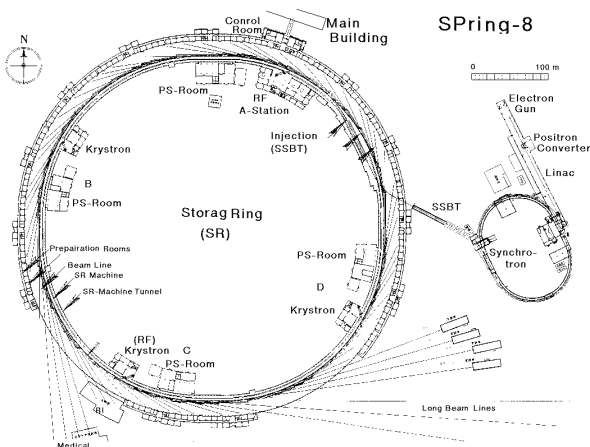 Conrol
Room
Main
Building
SPring-8
N
0 100 m
PS-Room
RF
A-Station
Injection
(SSBT)
Electron
Gun
Positron
Converter
Linac
Krystron
B
PS-Room
Storag Ring
(SR)
SSBT
Synchro-
tron
Prepairation Rooms
Beam Line
SR Machine
SR-Machine Tunnel
PS-Room
D
Krystron
(RF)
Krystron
C
PS-Room
RI
Long Beam Lines
Medical